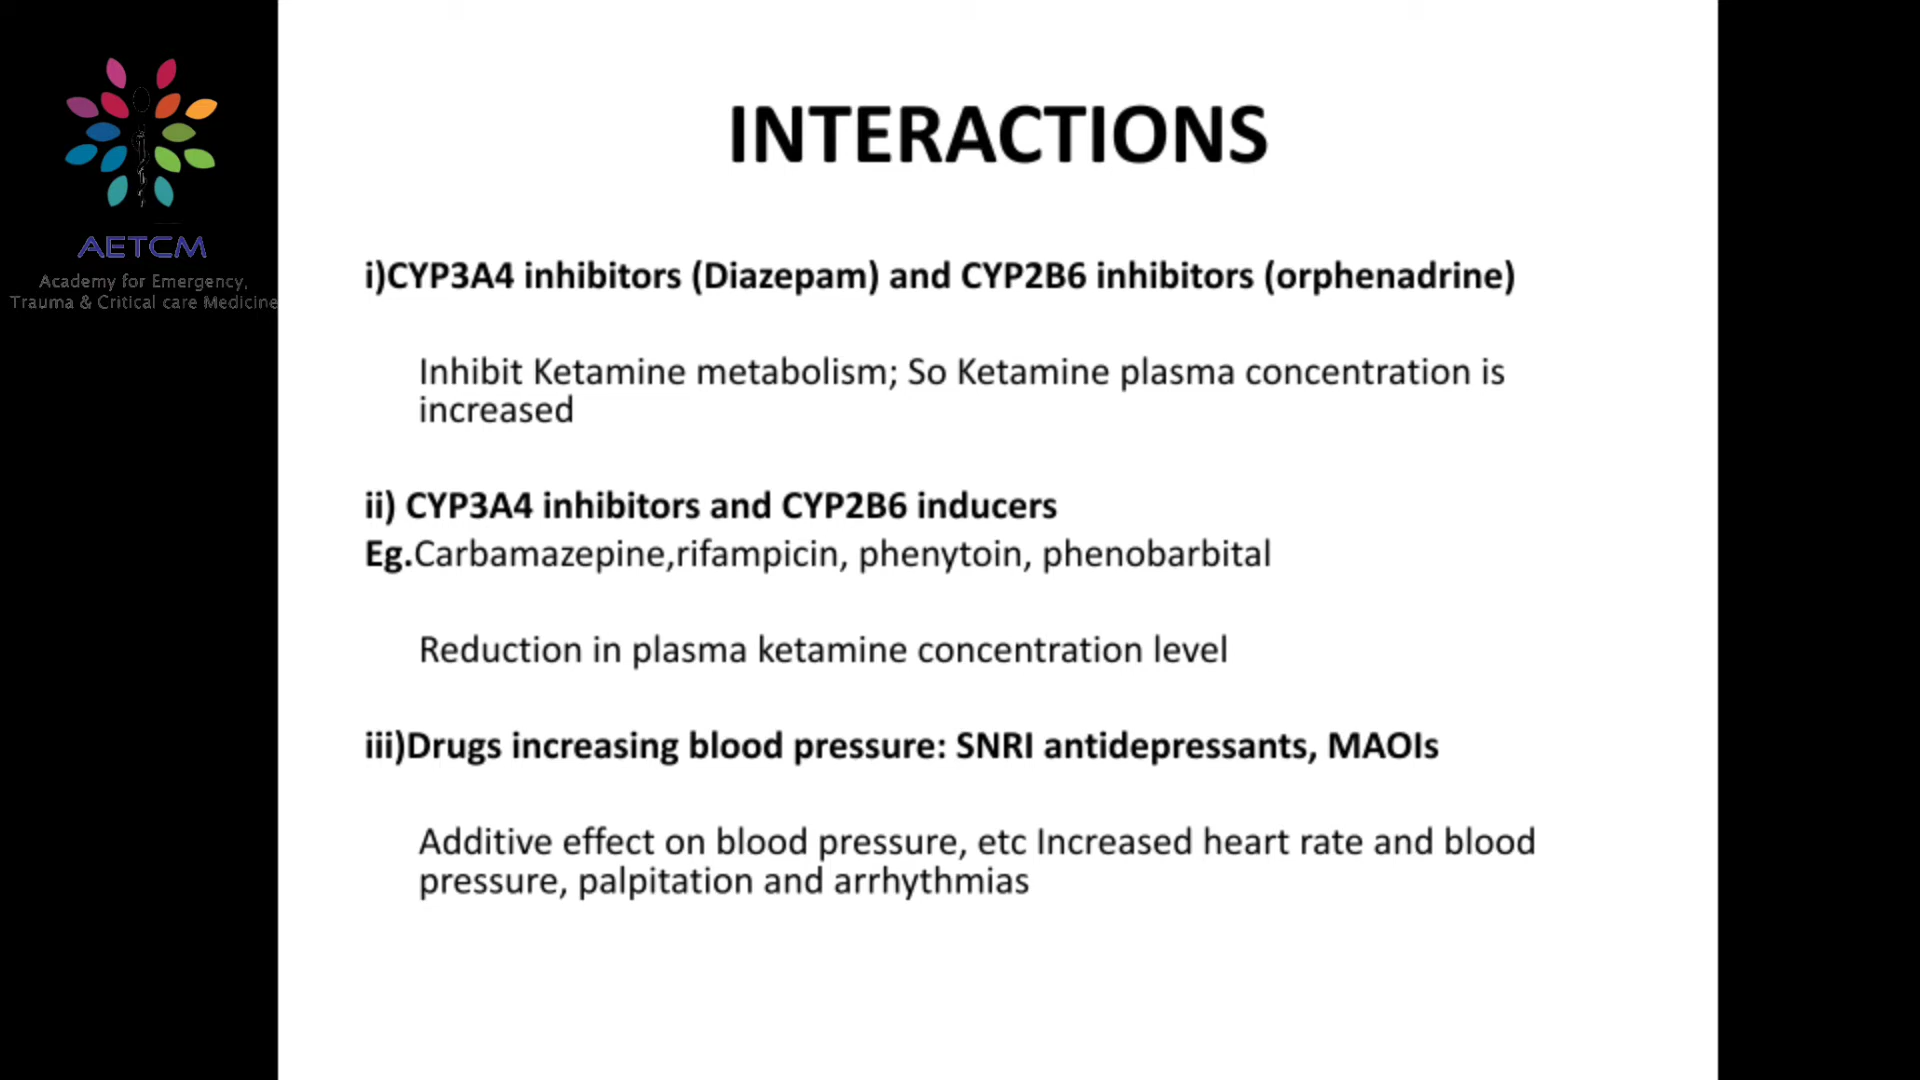 AETCM
Academy for Emergency,
Trauma & Critical care Medicine
INTERACTIONS
i)CYP3A4 inhibitors (Diazepam) and CYP2B6 inhibitors (orphenadrine)
Inhibit Ketamine metabolism; So Ketamine plasma concentration is
increased
ii) CYP3A4 inhibitors and CYP2B6 inducers
Eg.Carbamazepine,rifampicin, phenytoin, phenobarbital
Reduction in plasma ketamine concentration level
iii)Drugs increasing blood pressure: SNRI antidepressants, MAOIs
Additive effect on blood pressure, etc Increased heart rate and blood
pressure, palpitation and arrhythmias